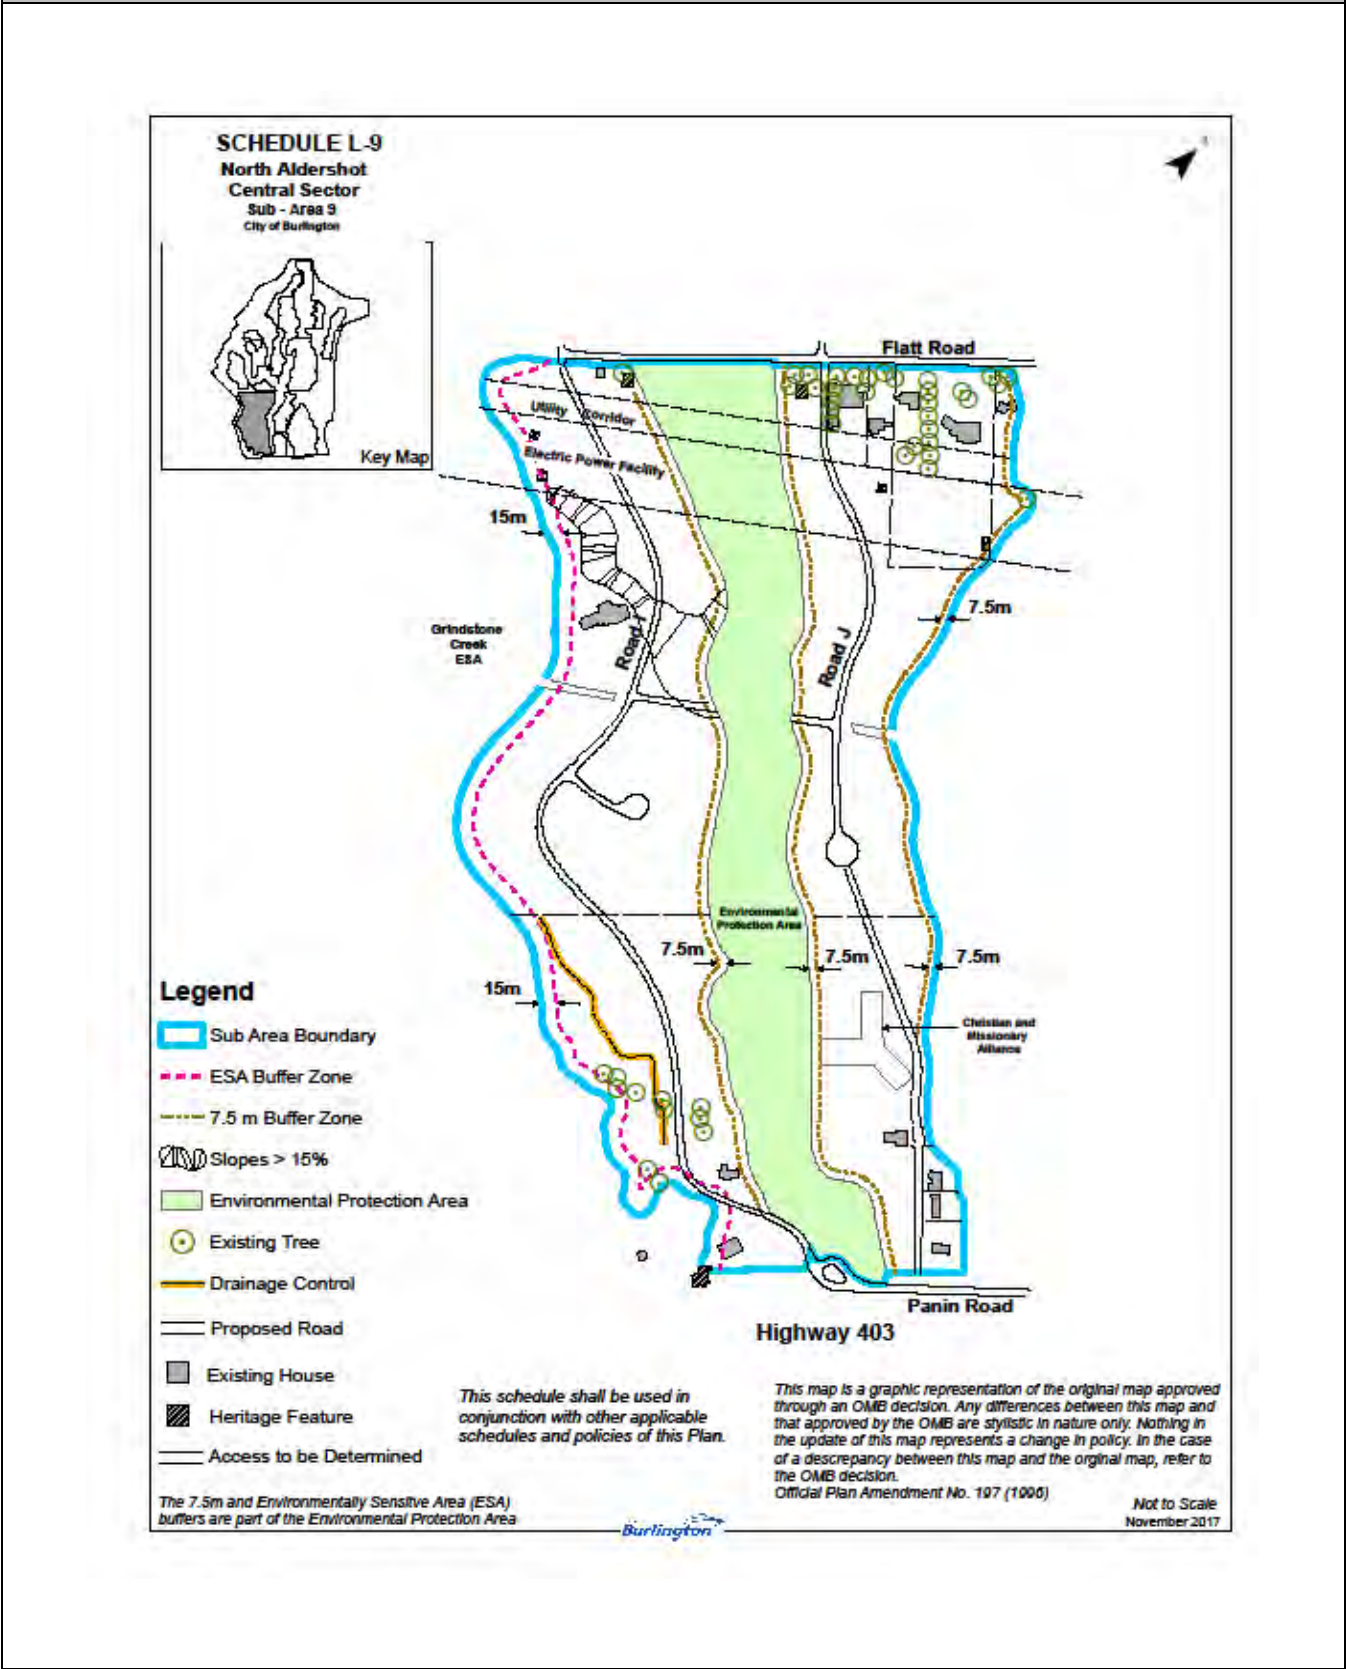 SCHEDULE L-9
North Aldershot
Central Sector
Sub - Area 9
City of Burlington
Key Map
Flatt Road
Utility Corridor
Electric Power Facility
15m
7.5m
Grindstone
Creek
ESA
Road I
Road J
Environmental
Protection Area
7.5m
7.5m
7.5m
15m
Christian and
Missionary
Alliance
Panin Road
Highway 403
Legend
Sub Area Boundary
ESA Buffer Zone
7.5 m Buffer Zone
Slopes > 15%
Environmental Protection Area
Existing Tree
Drainage Control
Proposed Road
Existing House
Heritage Feature
Access to be Determined
The 7.5m and Environmentally Sensitve Area (ESA)
buffers are part of the Environmental Protection Area
This schedule shall be used in
conjunction with other applicable
schedules and policies of this Plan.
This map is a graphic representation of the original map approved
through an OMB decision. Any differences between this map and
that approved by the OMB are stylistic in nature only. Nothing in
the update of this map represents a change in policy. In the case
of a descrepancy between this map and the orginal map, refer to
the OMB decision.
Official Plan Amendment No. 197 (1996)
Not to Scale
November 2017
Burlington